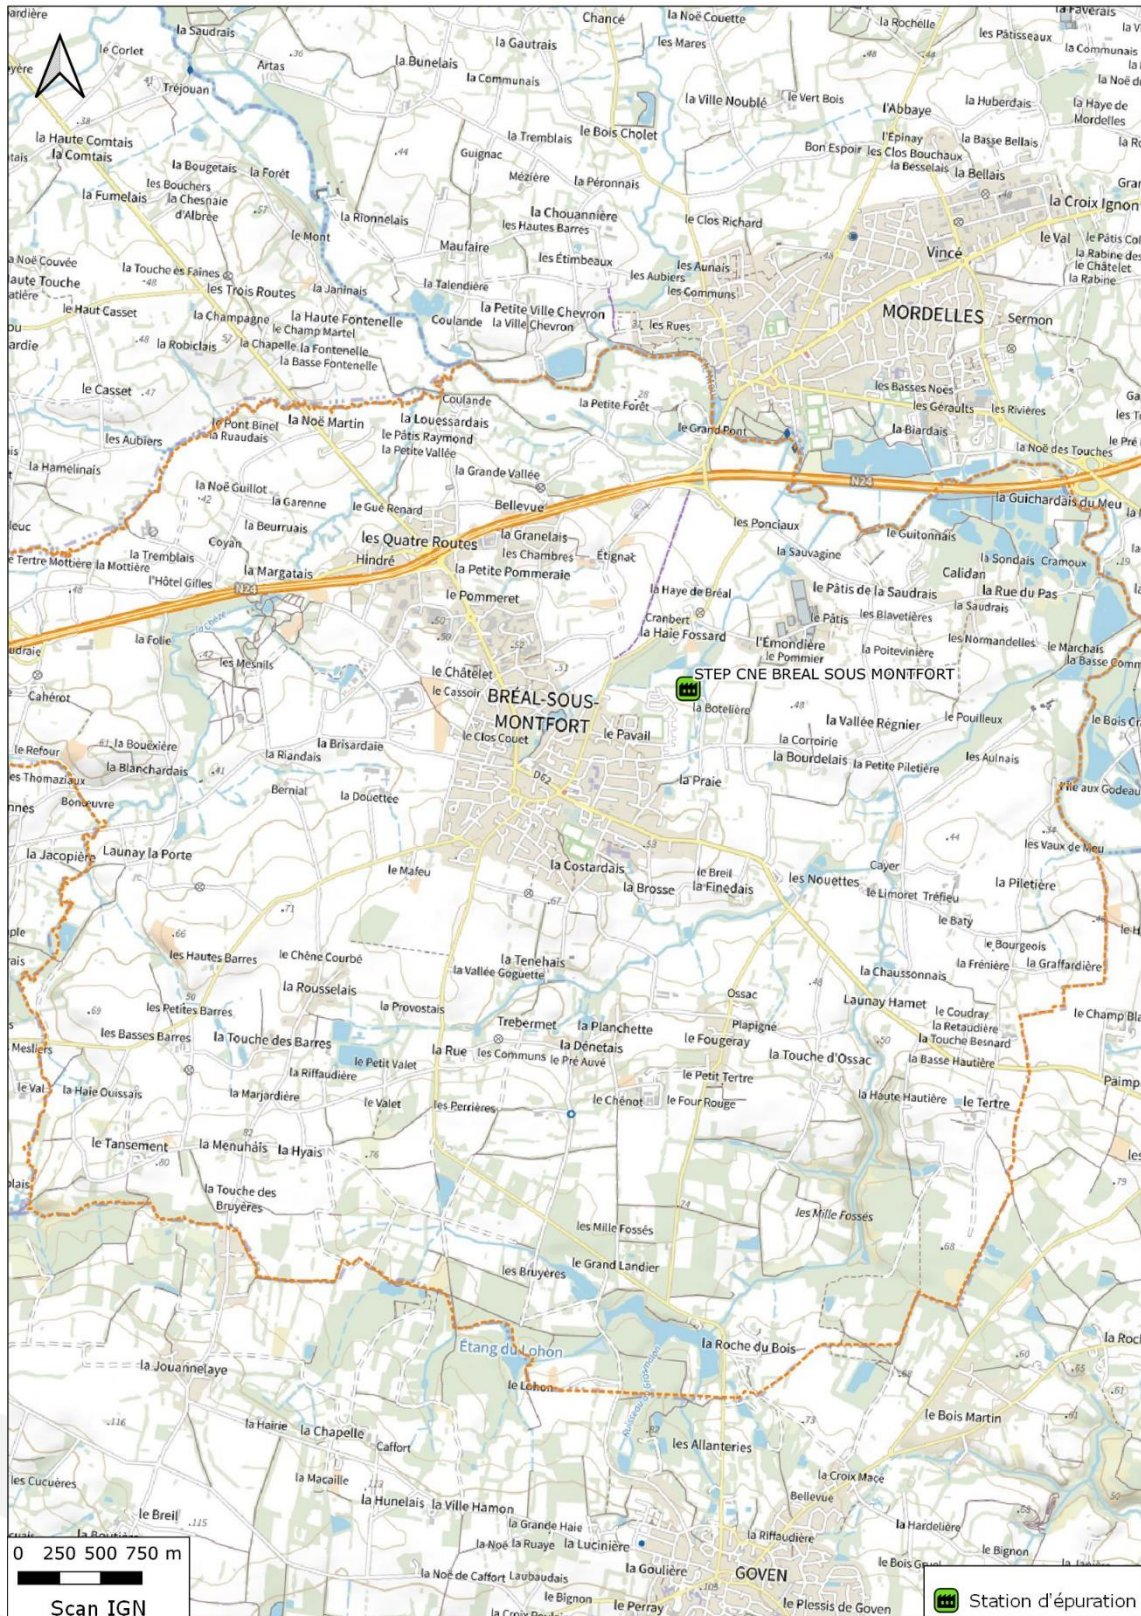 la Saudrais
Chancé
la Noë Couette
la Rochelle
les Pâtisseaux
le Corlet
Artas
la Bunelais
la Gautrais
les Mares
la Communais
Tréjouan
la Communais
la Ville Noublé
le Vert Bois
l'Abbaye
la Huberdais
la Haye de
Mordelles
la Haute Comtais
la Comtais
la Tremblais
le Bois Cholet
l'Epinay
la Basse Bellais
Guignac
Bon Espoir
les Clos Bouchaux
la Bougetais
la Forêt
Mézière
la Péronnais
la Besselais
la Bellais
les Bouchers
la Chesnaie
d'Albrée
la Fumelais
la Rionnelais
la Chouannière
les Hautes Barres
le Clos Richard
la Croix Ignon
le Mont
Maufaire
les Étimbeaux
les Aunais
les Aubiers
Vincé
le Val
la Noë Couvée
la Touche es Faînes
la Talendière
les Communs
la Rabine des
le Châtelet
la Rabine
les Trois Routes
la Janinais
la Petite Ville Chevron
la Ville Chevron
MORDELLES
Sermon
le Haut Casset
la Champagne
la Haute Fontenelle
Coulande
les Rues
le Champ Martel
la Robiclais
la Chapelle
la Fontenelle
la Basse Fontenelle
le Casset
Coulande
la Petite Forêt
les Basses Noës
les Géraults
les Rivières
le Pont Binel
la Ruaudais
la Noë Martin
la Louessardais
le Pâtis Raymond
la Petite Vallée
le Grand Pont
la Biardais
les Aubiers
la Noë des Touches
la Hamelinais
la Grande Vallée
N24
la Noë Guillot
la Garenne
le Gué Renard
Bellevue
la Guichardais du Meu
la Beurruais
les Ponciaux
Coyan
les Quatre Routes
la Granelais
le Guitonnais
la Tremblais
Hindré
les Chambres
Étignac
la Sauvagine
la Sondais
Cramoux
le Tertre Mottière
la Mottière
la Margatais
la Petite Pommeraie
Calidan
l'Hôtel Gilles
N24
le Pommeret
la Haye de Bréal
le Pâtis de la Saudrais
la Rue du Pas
la Chèze
Cranbert
le Pâtis
les Blavetières
la Saudrais
la Folie
la Haie Fossard
l'Émondière
la Poitevinière
les Normandelles
le Marchais
les Mesnils
le Châtelet
le Pommier
Cahérot
le Cassoir
STEP CNE BREAL SOUS MONTFORT
BRÉAL-SOUS-
MONTFORT
la Botelière
la Vallée Régnier
le Pouilleux
la Bouëxière
la Brisardaie
le Clos Couet
le Pavail
la Corroirie
le Refour
la Blanchardais
la Riandais
la Bourdelais
la Petite Piletière
les Aulnais
les Thomaziaux
Bernial
la Douettée
D62
la Praie
Bonœuvre
les Vaux de Meu
la Jacopière
Launay la Porte
le Mafeu
la Costardais
le Breil
la Finedais
la Brosse
les Nouettes
Cayer
la Piletière
le Limoret
Tréfieu
le Baty
les Hautes Barres
le Chêne Courbé
la Tenehais
la Vallée Goguette
le Bourgeois
la Frénière
la Graffardière
la Rousselais
la Chaussonnais
les Petites Barres
la Provostais
Ossac
Launay Hamet
le Coudray
la Retaudière
la Touche Besnard
Trebermet
la Planchette
Plapigné
Mesliers
les Basses Barres
la Touche des Barres
la Rue
la Dénetais
le Fougeray
les Communs
le Pré Auvé
la Touche d'Ossac
la Basse Hautière
le Petit Valet
le Val
la Haie Ouissais
la Riffaudière
le Petit Tertre
la Marjardière
le Valet
les Perrières
le Chénot
le Four Rouge
la Haute Hautière
le Tertre
le Tansement
la Menuhais
la Hyais
la Touche des
Bruyères
les Mille Fossés
les Mille Fossés
les Bruyères
le Grand Landier
Étang du Lohon
la Roche du Bois
la Jouannelaye
le Lohon
la Hairie
la Chapelle
les Allanteries
le Bois Martin
Caffort
les Cucuères
la Macaille
la Croix Mace
la Hunelais
la Ville Hamon
Bellevue
le Breil
la Grande Haie
la Riffaudière
la Hardelière
la Noë
la Ruaye
la Lucinière
le Bignon
la Noë de Caffort
Laubaudais
la Goulière
GOVEN
le Bignon
le Perray
le Plessis de Goven
0 250 500 750 m
Scan IGN
Station d'épuration